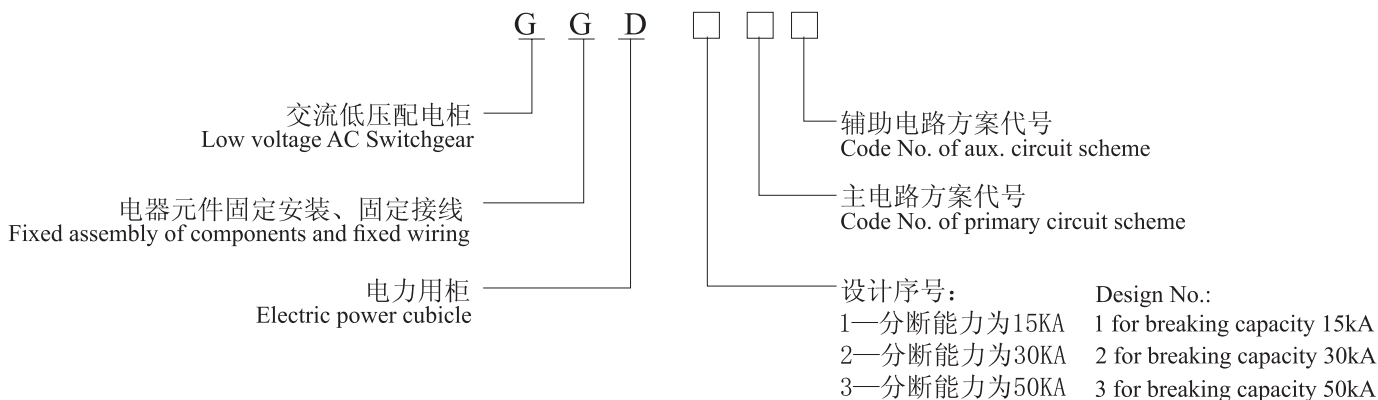 G G D □ □ □
交流低压配电柜
Low voltage AC Switchgear
电器元件固定安装、固定接线
Fixed assembly of components and fixed wiring
电力用柜
Electric power cubicle
辅助电路方案代号
Code No. of aux. circuit scheme
主电路方案代号
Code No. of primary circuit scheme
设计序号： Design No.:
1—分断能力为15KA 1 for breaking capacity 15kA
2—分断能力为30KA 2 for breaking capacity 30kA
3—分断能力为50KA 3 for breaking capacity 50kA